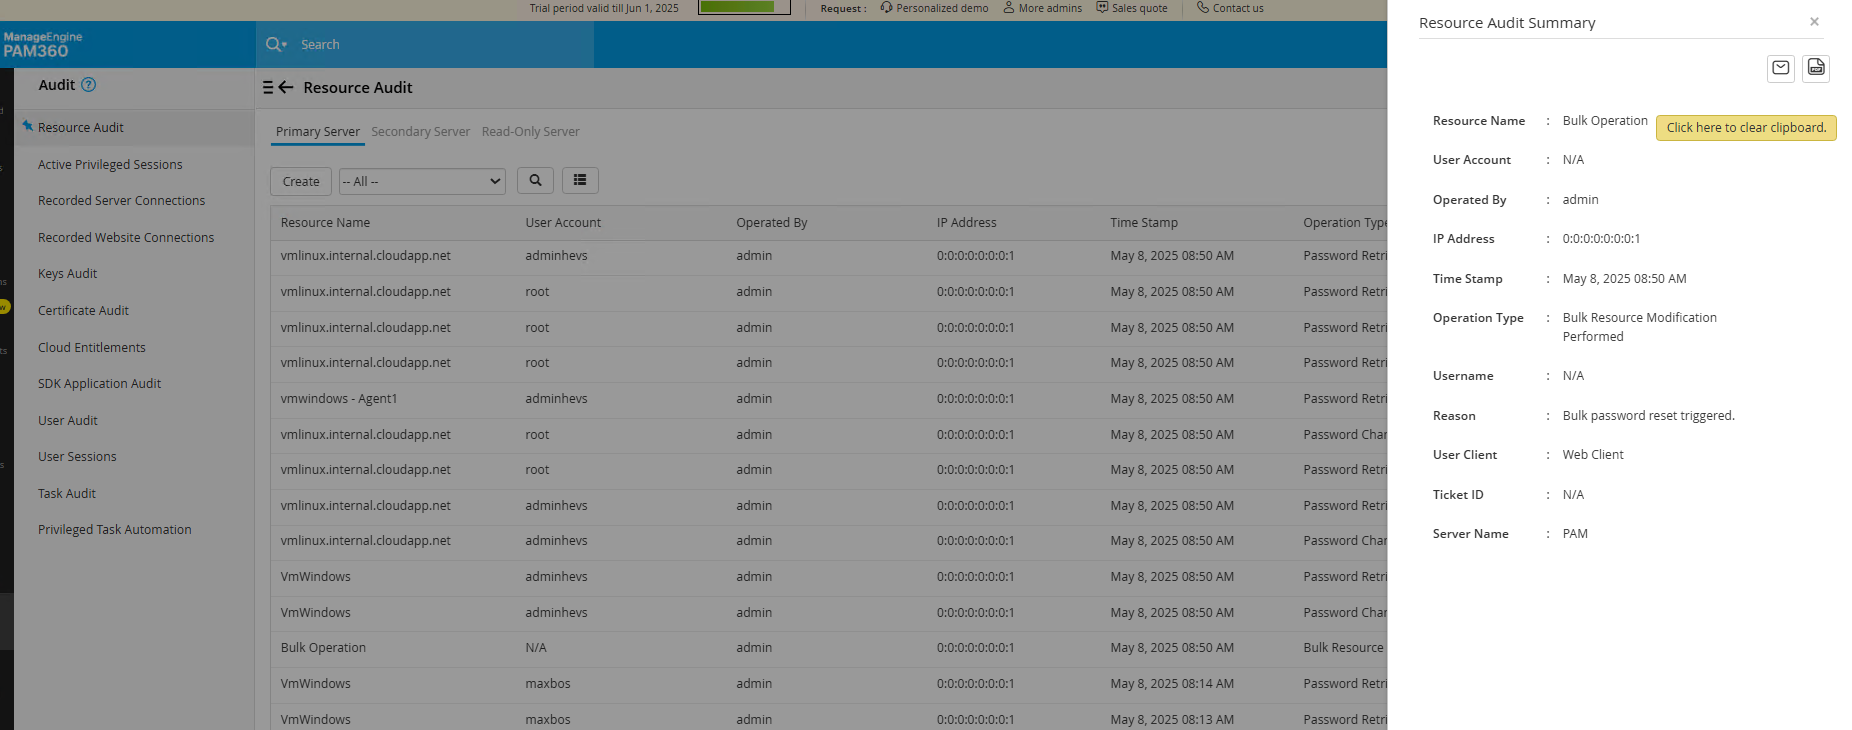 Trial period valid till Jun 1, 2025
Request :
Personalized demo
More admins
Sales quote
Contact us
ManageEngine
PAM360
Search
Audit
Resource Audit
Active Privileged Sessions
Recorded Server Connections
Recorded Website Connections
Keys Audit
Certificate Audit
Cloud Entitlements
SDK Application Audit
User Audit
User Sessions
Task Audit
Privileged Task Automation
Resource Audit
Primary Server Secondary Server Read-Only Server
Create -- All --
Resource Name User Account Operated By IP Address Time Stamp Operation Type
vmlinux.internal.cloudapp.net adminhevs admin 0:0:0:0:0:0:0:1 May 8, 2025 08:50 AM Password Retri
vmlinux.internal.cloudapp.net root admin 0:0:0:0:0:0:0:1 May 8, 2025 08:50 AM Password Retri
vmlinux.internal.cloudapp.net root admin 0:0:0:0:0:0:0:1 May 8, 2025 08:50 AM Password Retri
vmlinux.internal.cloudapp.net root admin 0:0:0:0:0:0:0:1 May 8, 2025 08:50 AM Password Retri
vmwindows - Agent1 adminhevs admin 0:0:0:0:0:0:0:1 May 8, 2025 08:50 AM Password Retri
vmlinux.internal.cloudapp.net root admin 0:0:0:0:0:0:0:1 May 8, 2025 08:50 AM Password Char
vmlinux.internal.cloudapp.net root admin 0:0:0:0:0:0:0:1 May 8, 2025 08:50 AM Password Retri
vmlinux.internal.cloudapp.net adminhevs admin 0:0:0:0:0:0:0:1 May 8, 2025 08:50 AM Password Retri
vmlinux.internal.cloudapp.net adminhevs admin 0:0:0:0:0:0:0:1 May 8, 2025 08:50 AM Password Char
VmWindows adminhevs admin 0:0:0:0:0:0:0:1 May 8, 2025 08:50 AM Password Retri
VmWindows adminhevs admin 0:0:0:0:0:0:0:1 May 8, 2025 08:50 AM Password Char
Bulk Operation N/A admin 0:0:0:0:0:0:0:1 May 8, 2025 08:50 AM Bulk Resource
VmWindows maxbos admin 0:0:0:0:0:0:0:1 May 8, 2025 08:14 AM Password Retri
VmWindows maxbos admin 0:0:0:0:0:0:0:1 May 8, 2025 08:13 AM Password Retri
Resource Audit Summary ×
Resource Name : Bulk Operation
Click here to clear clipboard.
User Account : N/A
Operated By : admin
IP Address : 0:0:0:0:0:0:0:1
Time Stamp : May 8, 2025 08:50 AM
Operation Type : Bulk Resource Modification
Performed
Username : N/A
Reason : Bulk password reset triggered.
User Client : Web Client
Ticket ID : N/A
Server Name : PAM